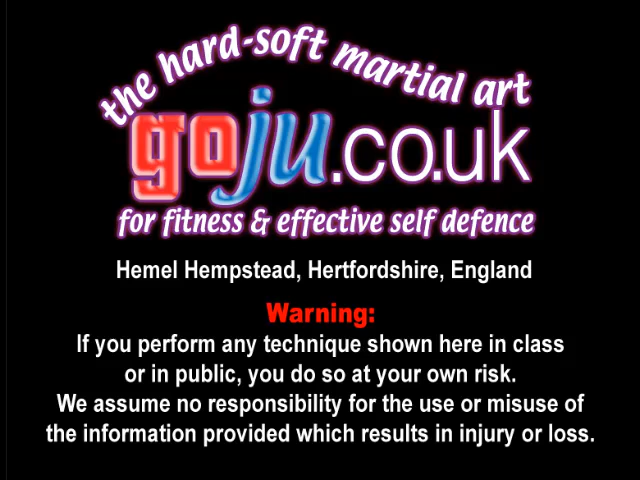 the hard-soft martial art
goju.co.uk
for fitness & effective self defence
Hemel Hempstead, Hertfordshire, England
Warning:
If you perform any technique shown here in class
or in public, you do so at your own risk.
We assume no responsibility for the use or misuse of
the information provided which results in injury or loss.